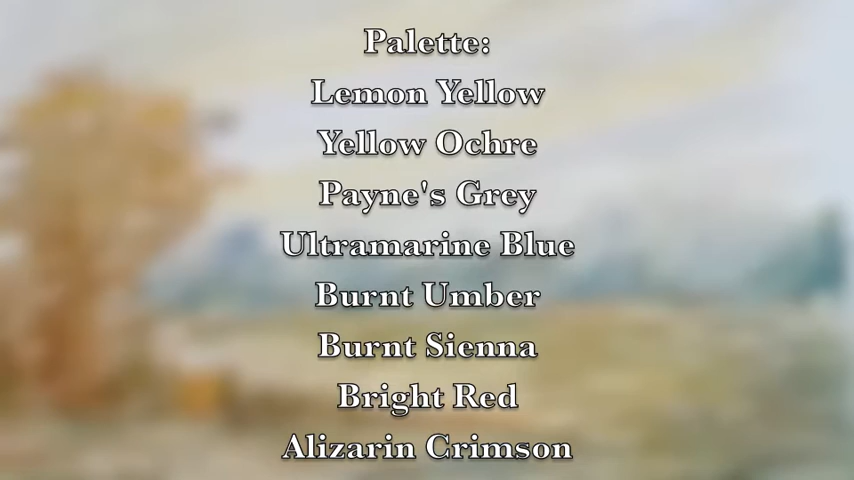 Palette:
Lemon Yellow
Yellow Ochre
Payne's Grey
Ultramarine Blue
Burnt Umber
Burnt Sienna
Bright Red
Alizarin Crimson